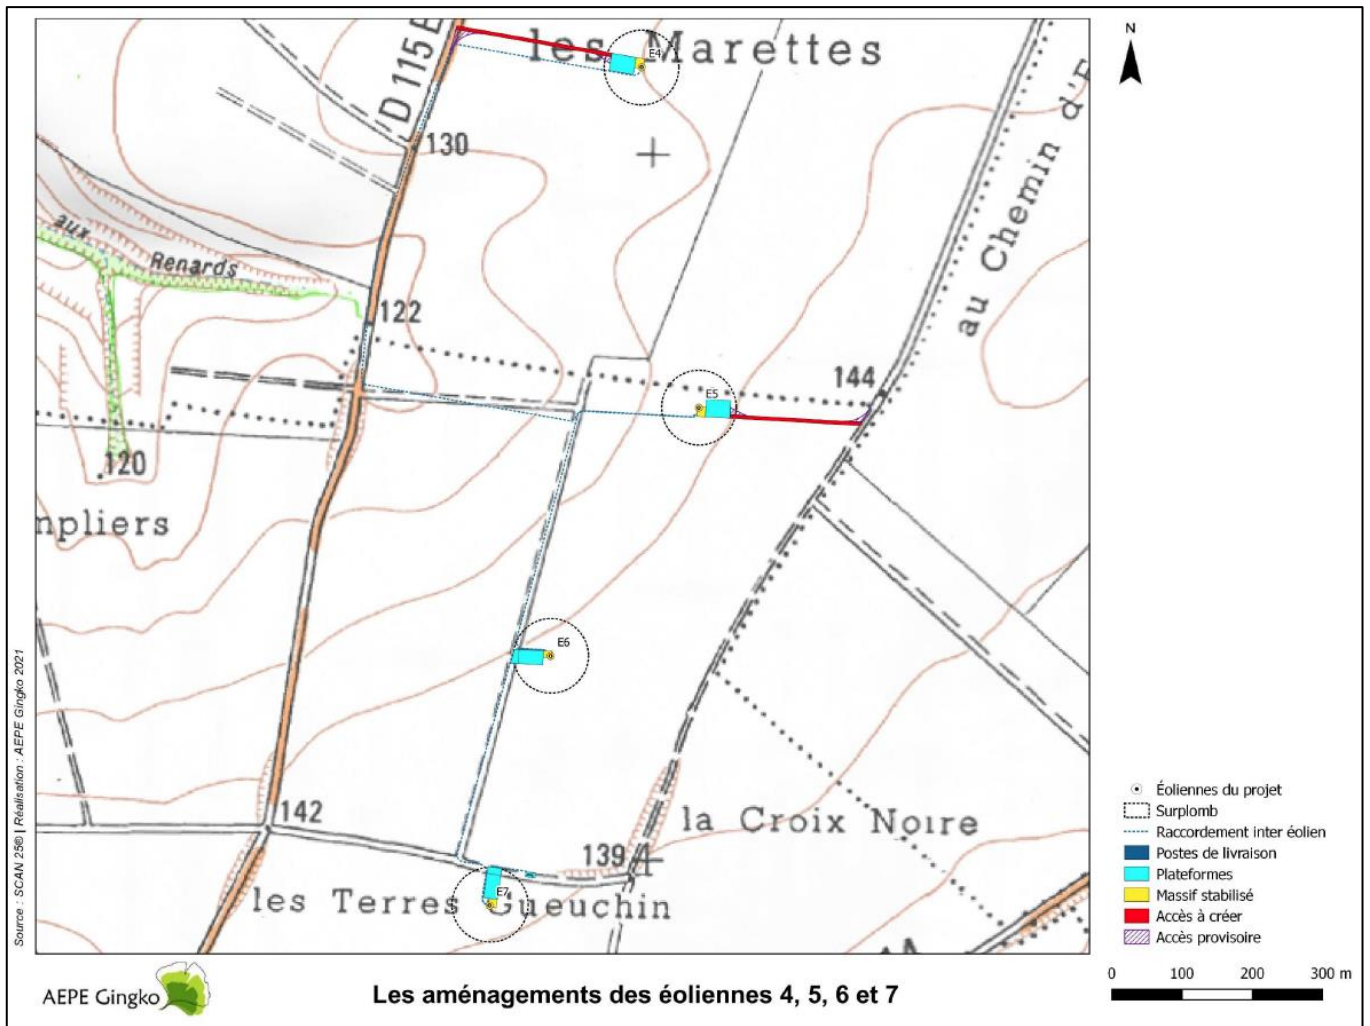 les Marettes
E4
D 115 E
N
130
au Chemin d'E
aux
Renards
122
144
E5
120
mpliers
E6
142
la Croix Noire
139
E7
les Terres Gueuchin
Source : SCAN 25® | Réalisation : AEPE Gingko 2021
Éoliennes du projet
Surplomb
Raccordement inter éolien
Postes de livraison
Plateformes
Massif stabilisé
Accès à créer
Accès provisoire
0 100 200 300 m
AEPE Gingko
Les aménagements des éoliennes 4, 5, 6 et 7